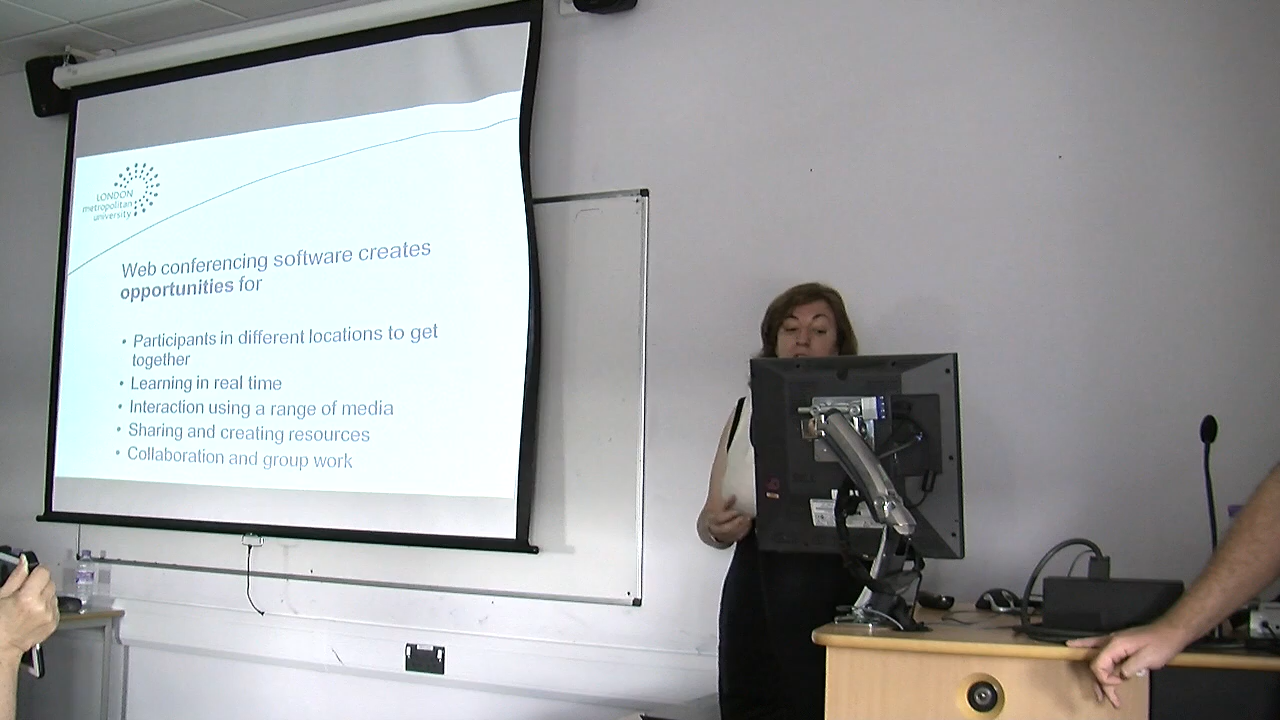 LONDON
metropolitan
university
Web conferencing software creates
opportunities for
• Participants in different locations to get
together
• Learning in real time
• Interaction using a range of media
• Sharing and creating resources
• Collaboration and group work